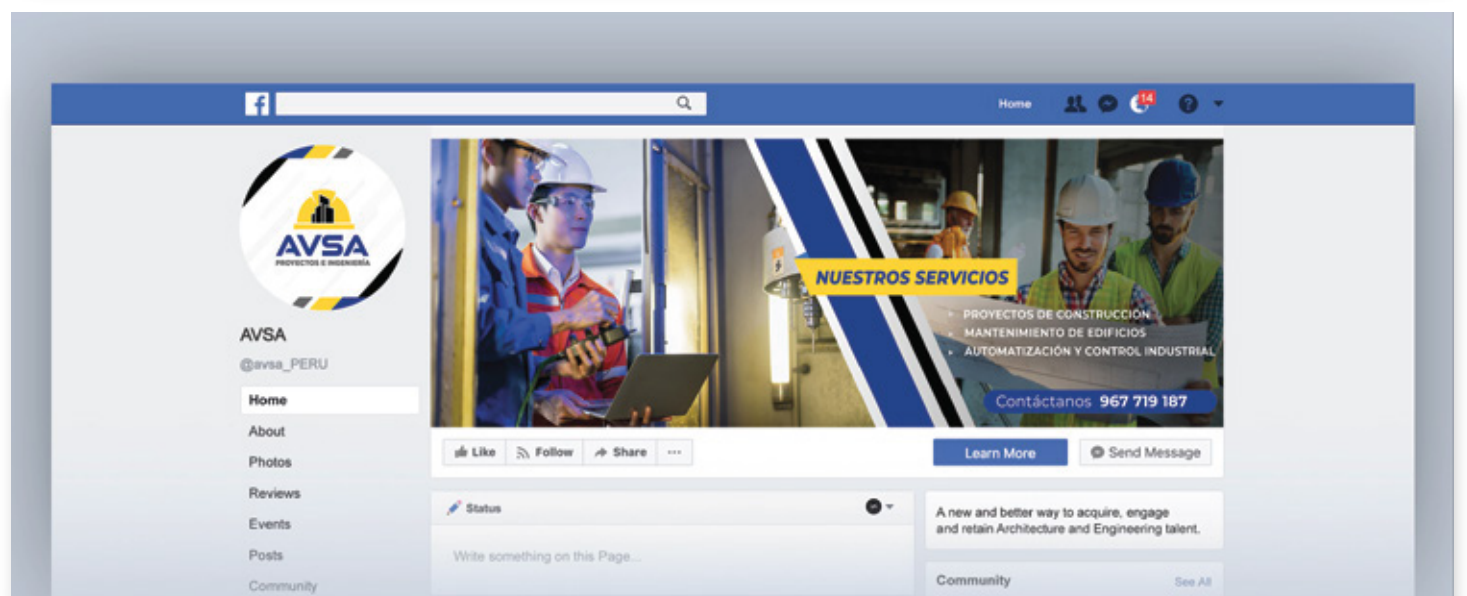 f
Home
14
?
AVSA
PROYECTOS E INGENIERÍA
AVSA
@avsa_PERU
Home
About
Photos
Reviews
Events
Posts
Community
NUESTROS SERVICIOS
PROYECTOS DE CONSTRUCCIÓN
MANTENIMIENTO DE EDIFICIOS
AUTOMATIZACIÓN Y CONTROL INDUSTRIAL
Contáctanos 967 719 187
Like Follow Share ...
Learn More Send Message
Status
Write something on this Page...
A new and better way to acquire, engage
and retain Architecture and Engineering talent.
Community See All